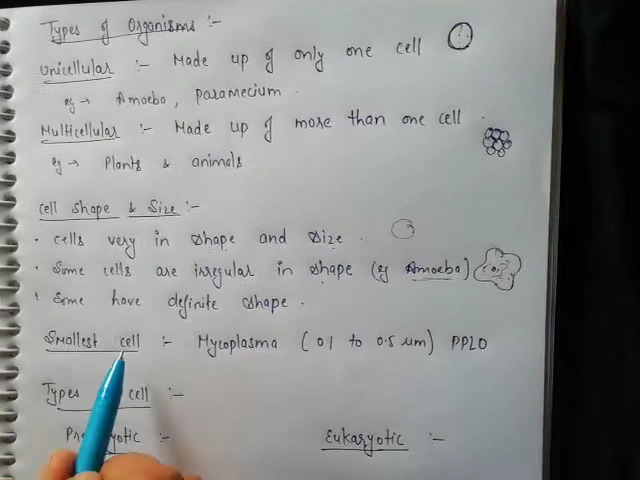 Types of Organisms :-
Unicellular :- Made up of only one cell
eg → Amoeba, paramecium.
Multicellular :- Made up of more than one cell.
eg → Plants & animals
Cell Shape & Size :-
. Cells very in Shape and Size.
. Some cells are irregular in shape (eg Amoeba)
. Some have definite shape.
Smallest cell :- Mycoplasma (0.1 to 0.5 um) PPLO
Types cell :-
:-
Eukaryotic :-